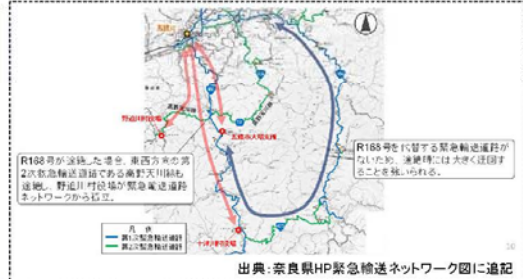 五條市
野迫川村役場
五條市大塔支所
R168号が途絶した場合、東西方向の第
2次緊急輸送道路である高野天川線も
途絶し、野迫川村役場が緊急輸送道路
ネットワークから孤立。
R168号を代替する緊急輸送道路が
ないため、途絶時には大きく迂回す
ることを強いられる。
十津川村役場
凡例
第1次緊急輸送道路
第2次緊急輸送道路
出典：奈良県HP緊急輸送ネットワーク図に追記